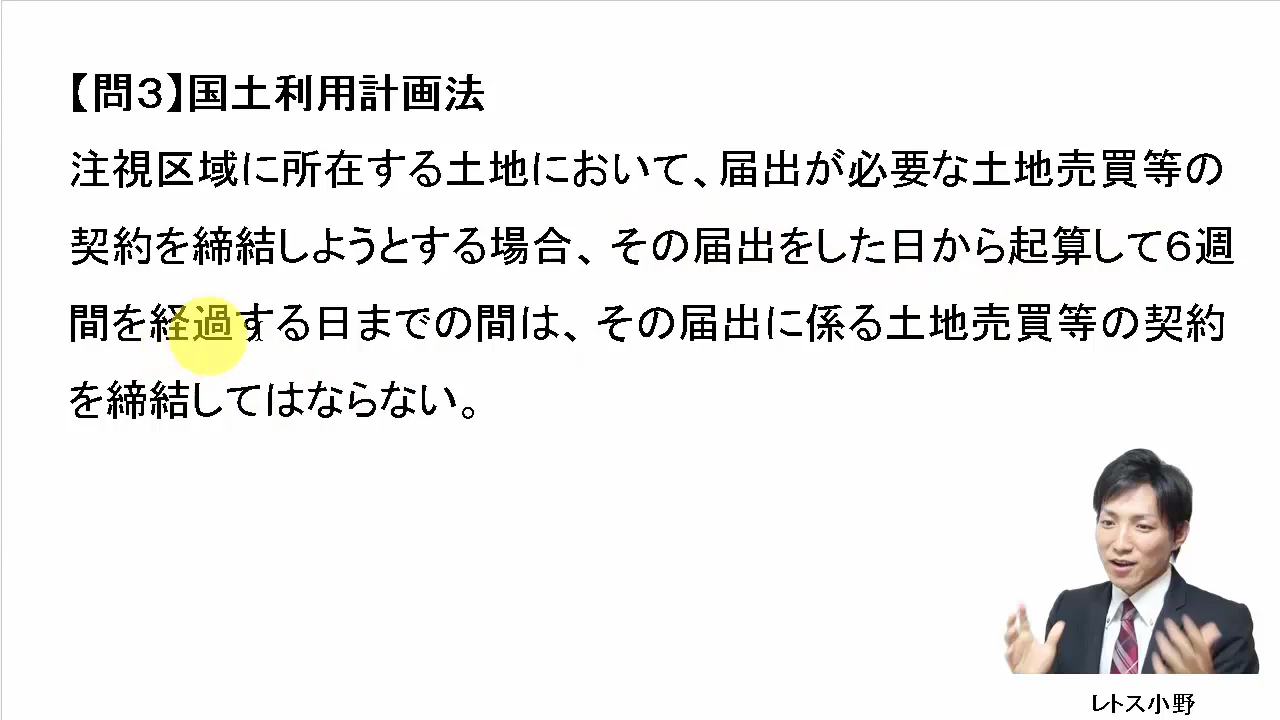 【問３】国土利用計画法
注視区域に所在する土地において、届出が必要な土地売買等の
契約を締結しようとする場合、その届出をした日から起算して６週
間を経過する日までの間は、その届出に係る土地売買等の契約
を締結してはならない。
レトス小野